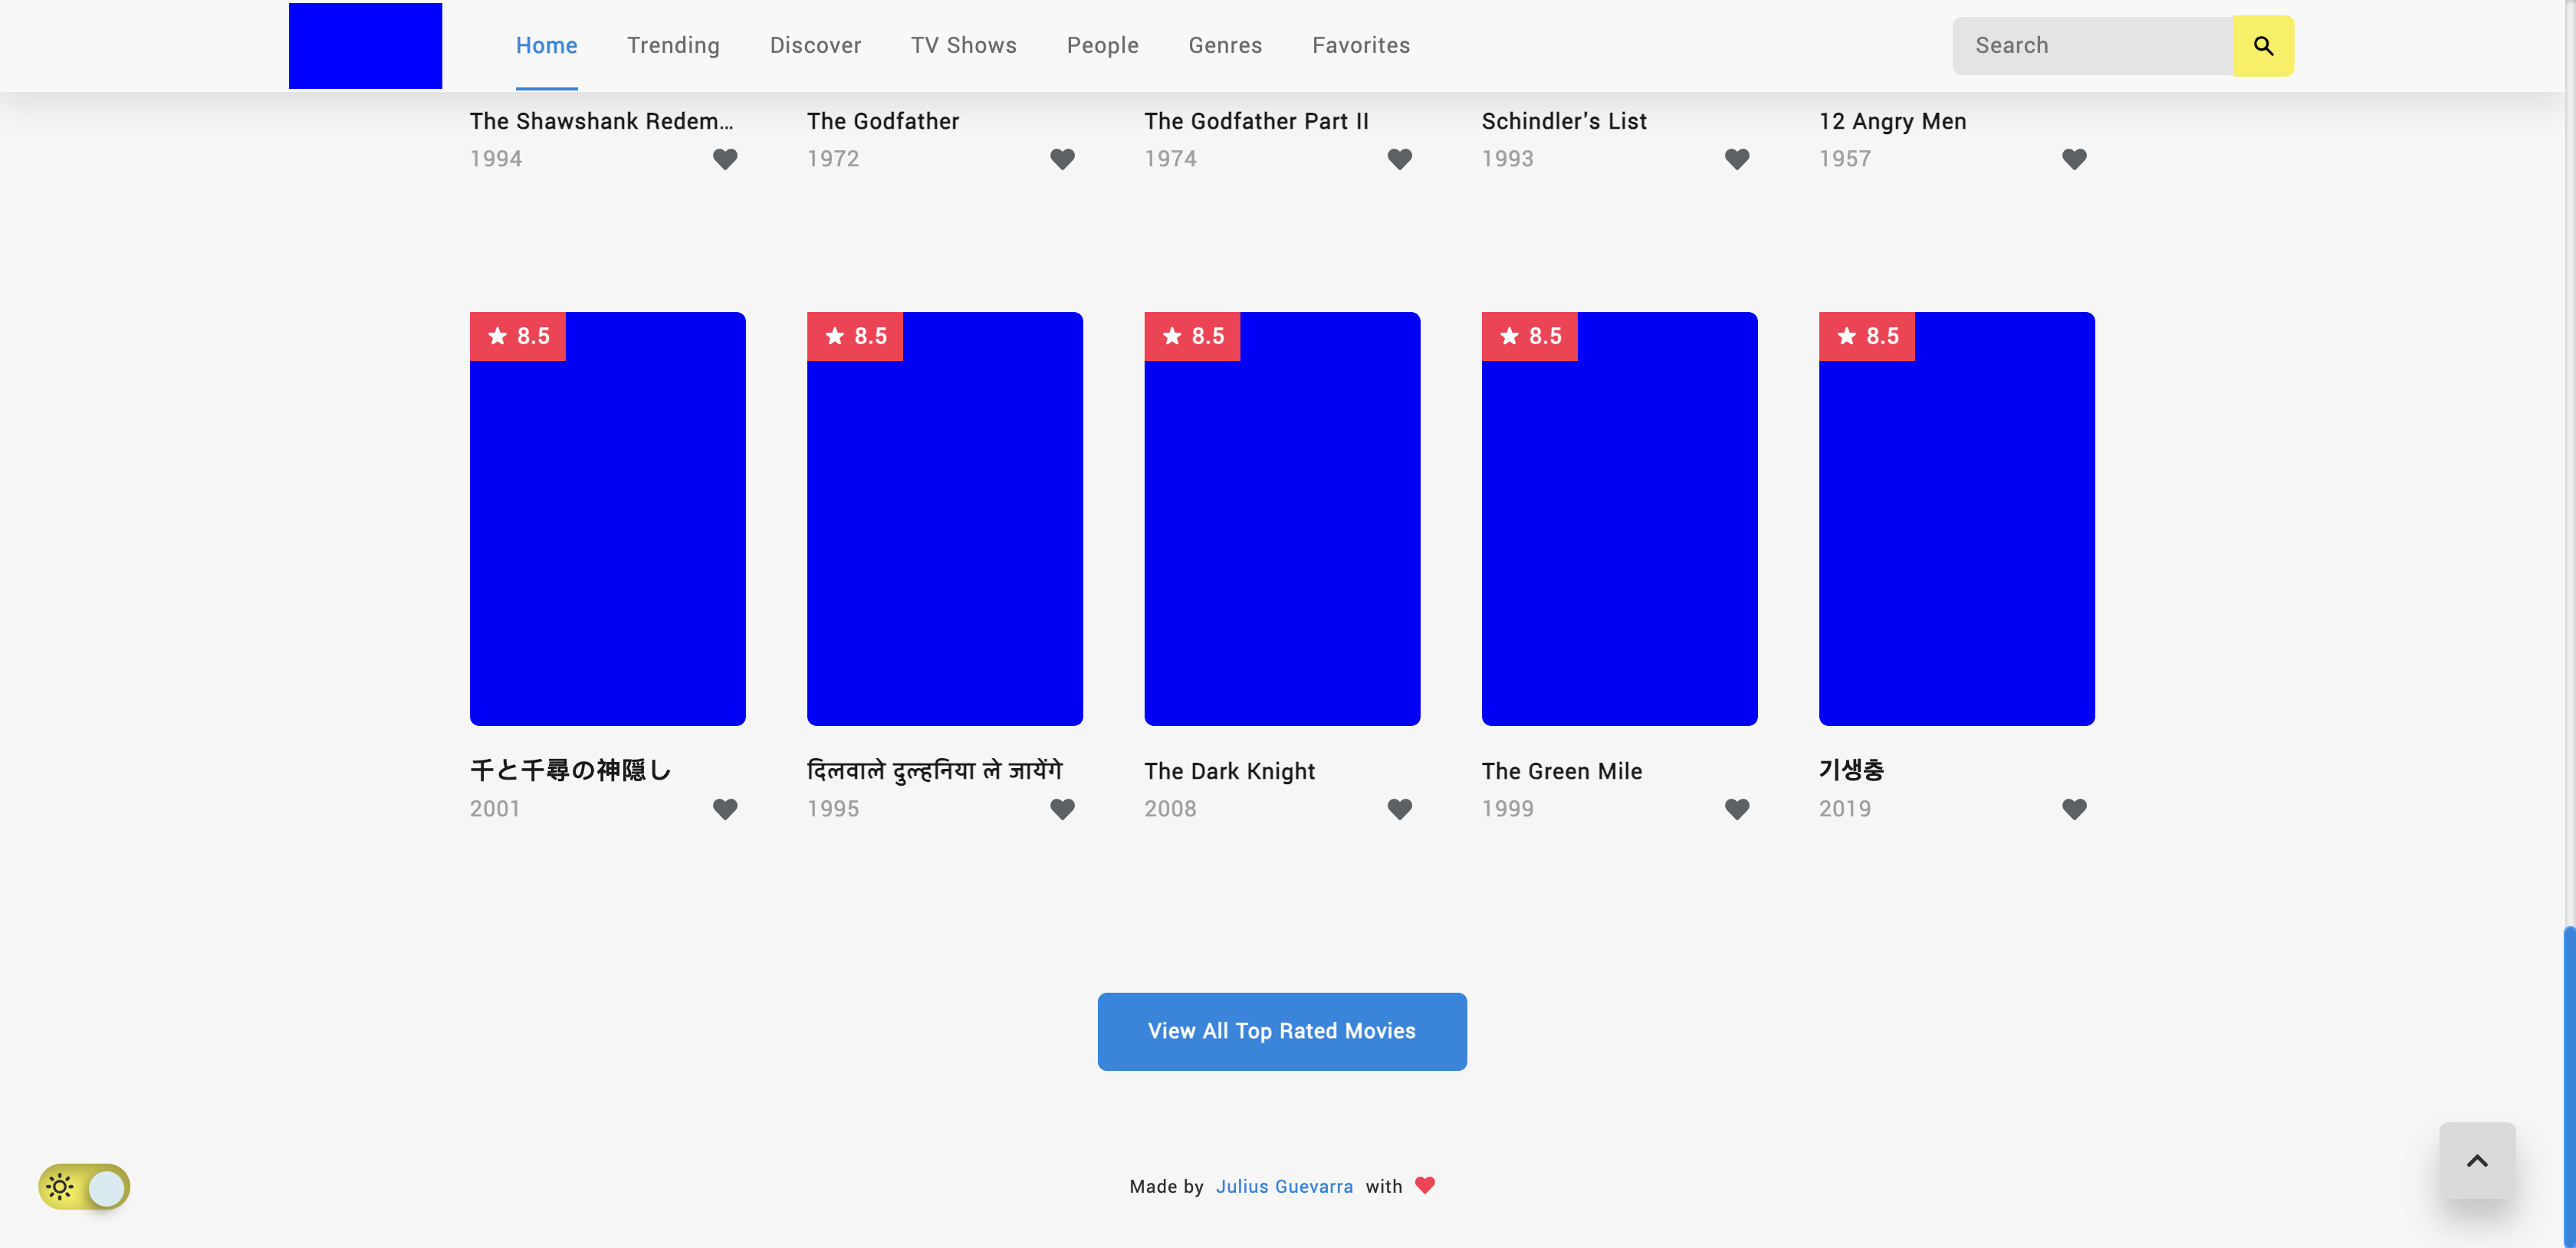 Home Trending Discover TV Shows People Genres Favorites Search
The Shawshank Redem... The Godfather The Godfather Part II Schindler's List 12 Angry Men
1994 1972 1974 1993 1957
8.5 8.5 8.5 8.5 8.5
千と千尋の神隠し दिलवाले दुल्हनिया ले जायेंगे The Dark Knight The Green Mile 기생충
2001 1995 2008 1999 2019
View All Top Rated Movies
Made by Julius Guevarra with